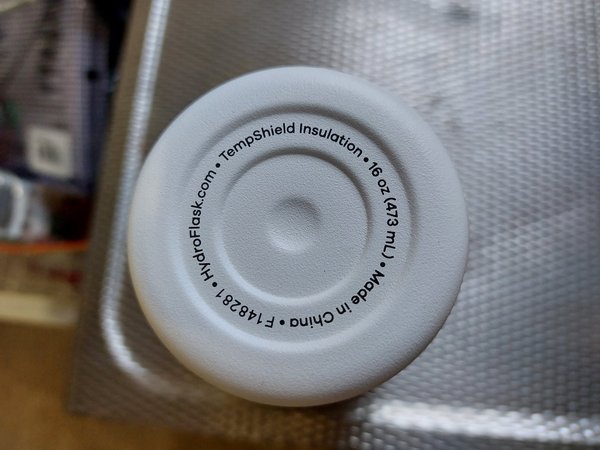 TempShield Insulation • 16 oz (473 mL) • Made in China • F148281 • HydroFlask.com •